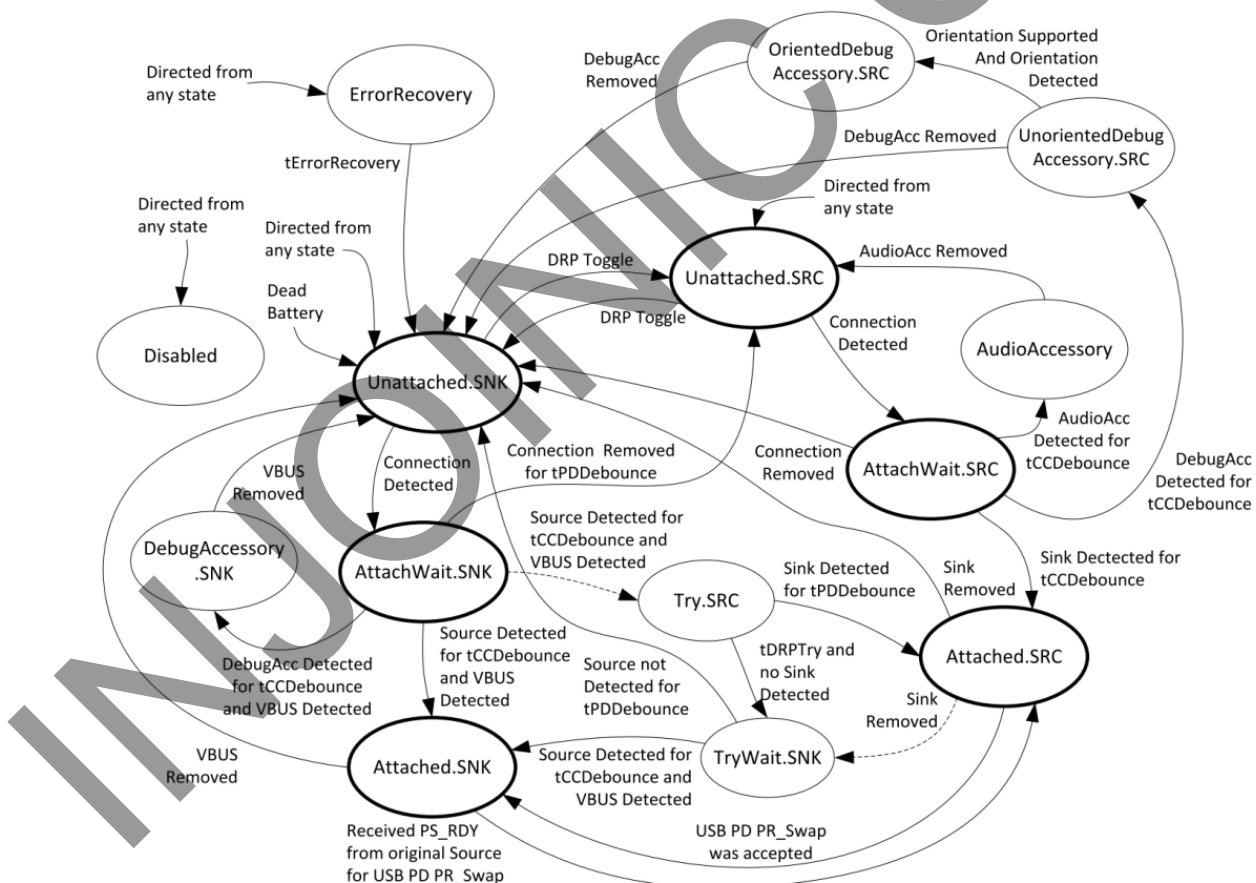 Directed from
any state
ErrorRecovery
tErrorRecovery
DebugAcc
Removed
OrientedDebug
Accessory.SRC
Orientation Supported
And Orientation
Detected
DebugAcc Removed
UnorientedDebug
Accessory.SRC
Directed from
any state
Directed from
any state
Directed from
any state
Dead
Battery
Disabled
DRP Toggle
DRP Toggle
Unattached.SRC
AudioAcc Removed
Connection
Detected
AudioAccessory
Unattached.SNK
AudioAcc
Detected for
tCCDebounce
AttachWait.SRC
Connection
Removed
DebugAcc
Detected for
tCCDebounce
VBUS
Removed
Connection
Detected
Connection Removed
for tPDDebounce
DebugAccessory
.SNK
AttachWait.SNK
Source Detected for
tCCDebounce and
VBUS Detected
Try.SRC
Sink Detected
for tPDDebounce
Sink
Removed
Sink Dectected for
tCCDebounce
DebugAcc Detected
for tCCDebounce
and VBUS Detected
Source Detected
for tCCDebounce
and VBUS
Detected
Source not
Detected for
tPDDebounce
tDRPTry and
no Sink
Detected
Attached.SRC
Sink
Removed
VBUS
Removed
Attached.SNK
Source Detected for
tCCDebounce and
VBUS Detected
TryWait.SNK
Received PS_RDY
from original Source
for USB PD PR_Swap
USB PD PR_Swap
was accepted
INJOINIC